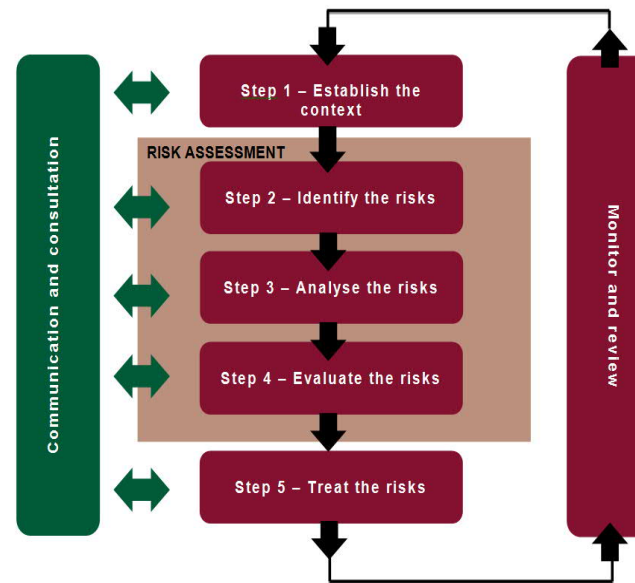 Step 1 – Establish the
context
RISK ASSESSMENT
Step 2 – Identify the risks
Step 3 – Analyse the risks
Step 4 – Evaluate the risks
Step 5 – Treat the risks
Communication and consultation
Monitor and review